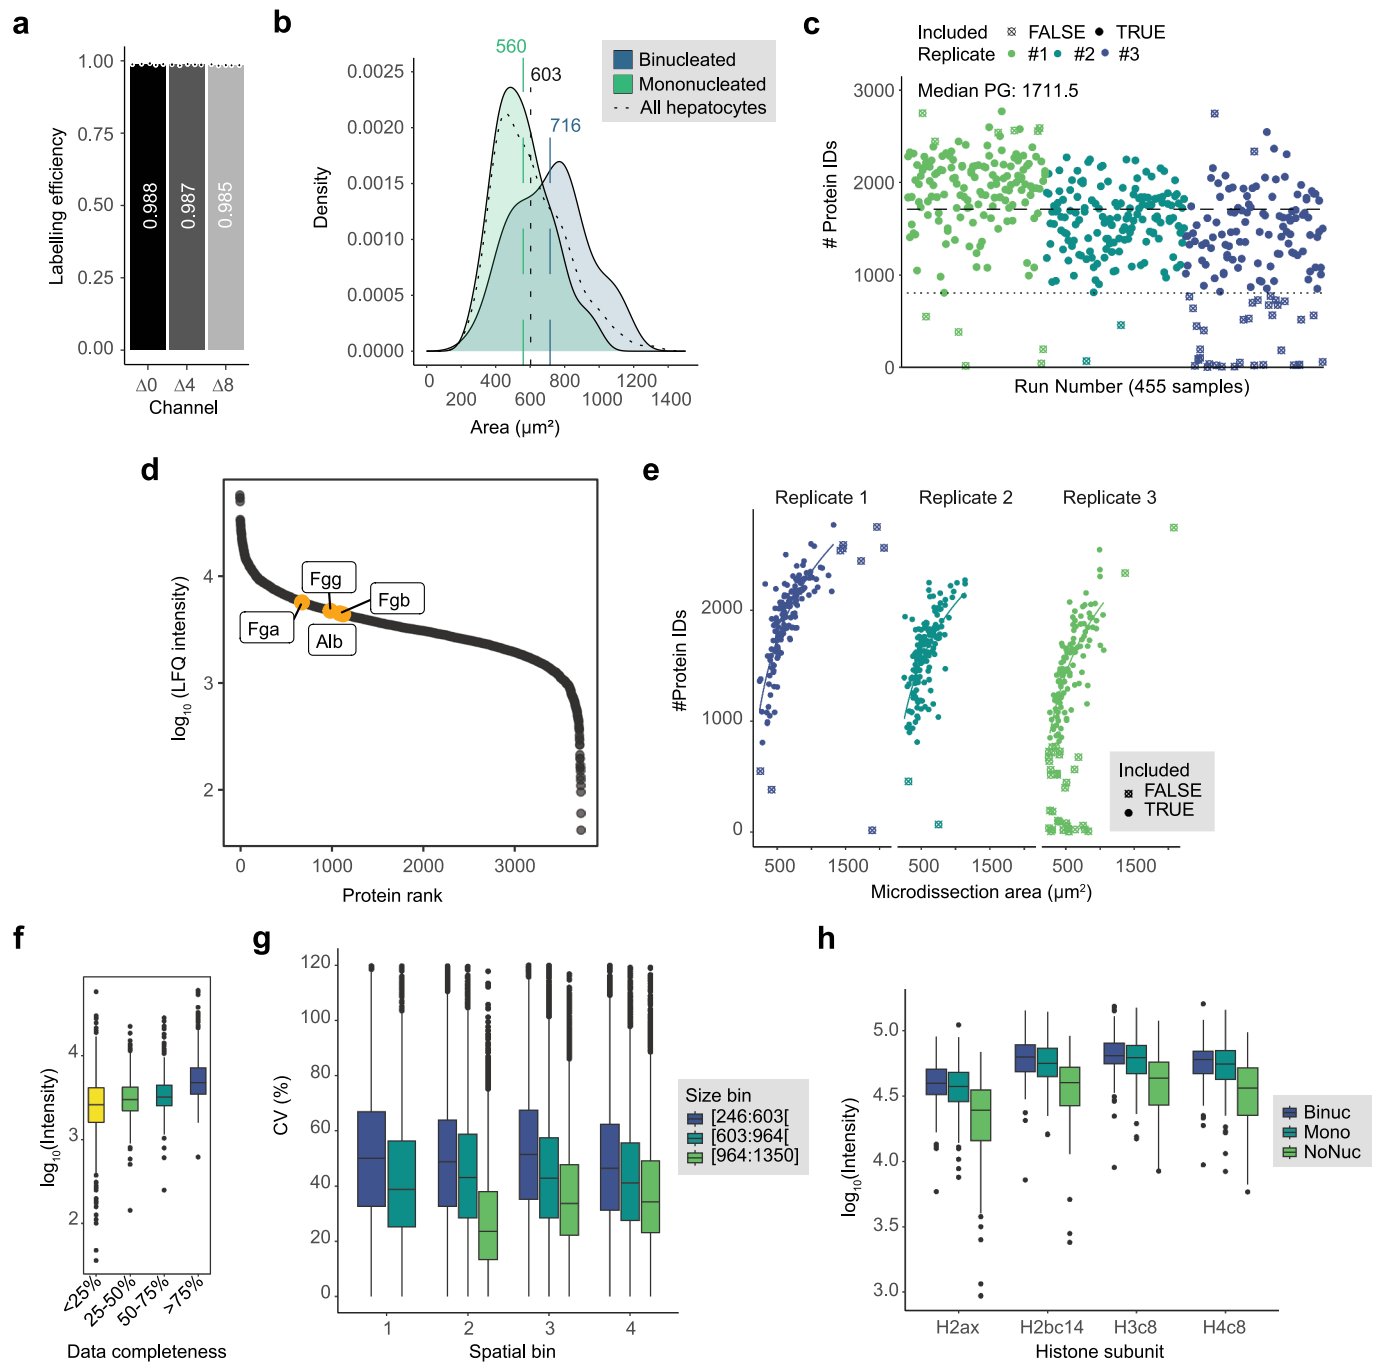 a
1.00
0.75
0.50
0.25
0.00
Labelling efficiency
0.988
0.987
0.985
Δ0
Δ4
Δ8
Channel
b
560
603
716
Binucleated
Mononucleated
All hepatocytes
0.0025
0.0020
0.0015
0.0010
0.0005
0.0000
Density
0
400
800
1200
200
600
1000
1400
Area (µm²)
c
Included FALSE TRUE
Replicate #1 #2 #3
Median PG: 1711.5
3000
2000
1000
0
# Protein IDs
Run Number (455 samples)
d
4
3
2
log10 (LFQ intensity)
Fgg
Fgb
Fga
Alb
0
1000
2000
3000
Protein rank
e
Replicate 1
Replicate 2
Replicate 3
2000
1000
0
#Protein IDs
Included
FALSE
TRUE
500
1500
500
1500
500
1500
Microdissection area (µm2)
f
4
3
2
log10(Intensity)
<25%
25-50%
50-75%
>75%
Data completeness
g
120
100
80
60
40
20
0
CV (%)
1
2
3
4
Spatial bin
Size bin
[246:603[
[603:964[
[964:1350]
h
5.0
4.5
4.0
3.5
3.0
log10(Intensity)
H2ax
H2bc14
H3c8
H4c8
Histone subunit
Binuc
Mono
NoNuc